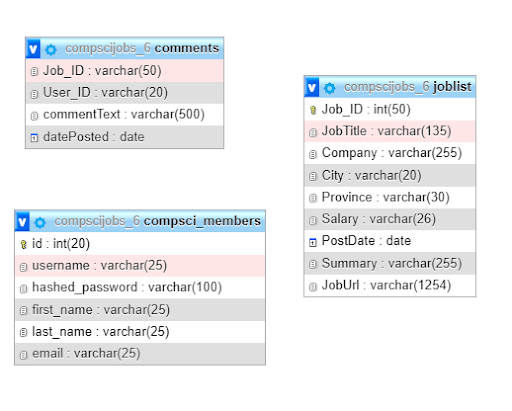 compscijobs_6 comments
Job_ID : varchar(50)
User_ID : varchar(20)
commentText : varchar(500)
datePosted : date
compscijobs_6 joblist
Job_ID : int(50)
JobTitle : varchar(135)
Company : varchar(255)
City : varchar(20)
Province : varchar(30)
Salary : varchar(26)
PostDate : date
Summary : varchar(255)
JobUrl : varchar(1254)
compscijobs_6 compsci_members
id : int(20)
username : varchar(25)
hashed_password : varchar(100)
first_name : varchar(25)
last_name : varchar(25)
email : varchar(25)